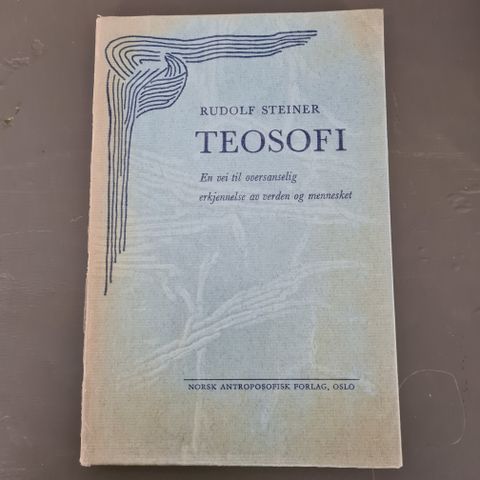 RUDOLF STEINER
TEOSOFI
En vei til oversanselig
erkjennelse av verden og mennesket
NORSK ANTROPOSOFISK FORLAG, OSLO